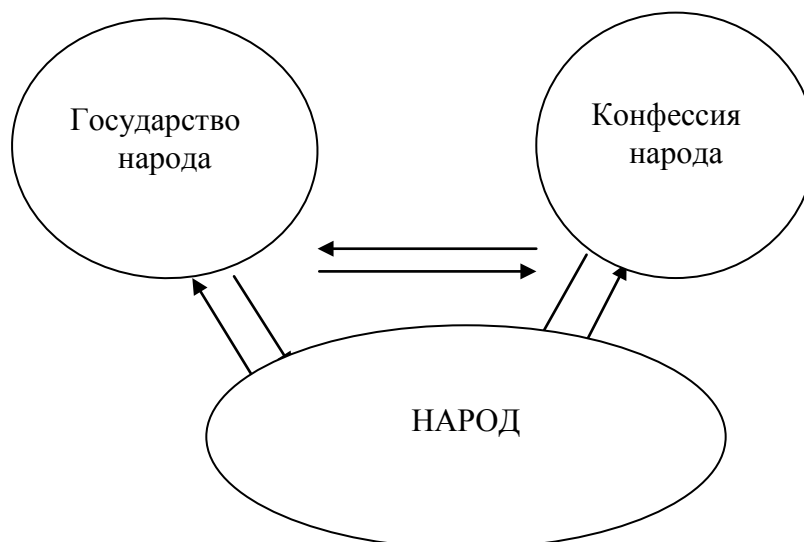 Государство
народа
Конфессия
народа
НАРОД